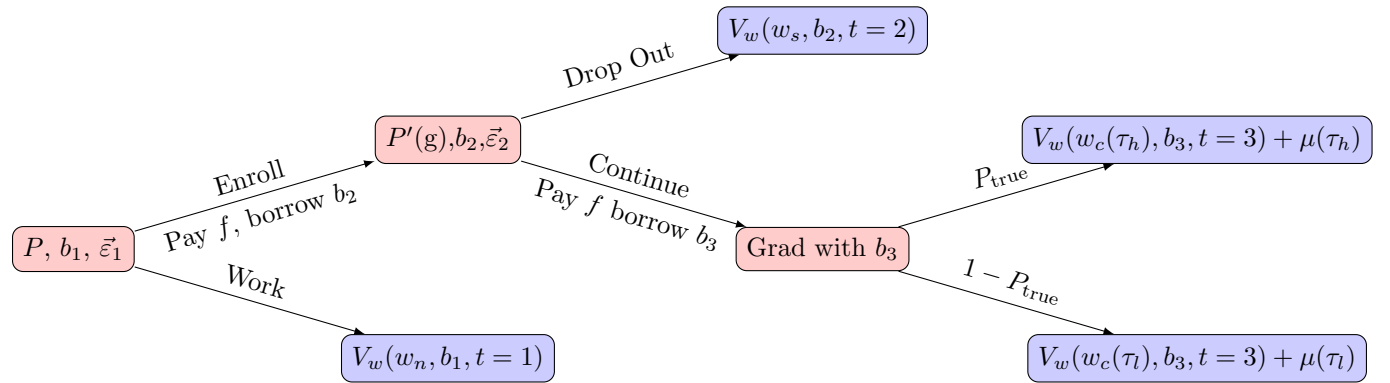 V_w(w_s, b_2, t = 2)
Drop Out
P′(g),b_2,ε⃗_2
V_w(w_c(τ_h), b_3, t = 3) + μ(τ_h)
Enroll
Continue
P_true
Pay f, borrow b_2
Pay f borrow b_3
P, b_1, ε⃗_1
Grad with b_3
Work
1 − P_true
V_w(w_n, b_1, t = 1)
V_w(w_c(τ_l), b_3, t = 3) + μ(τ_l)